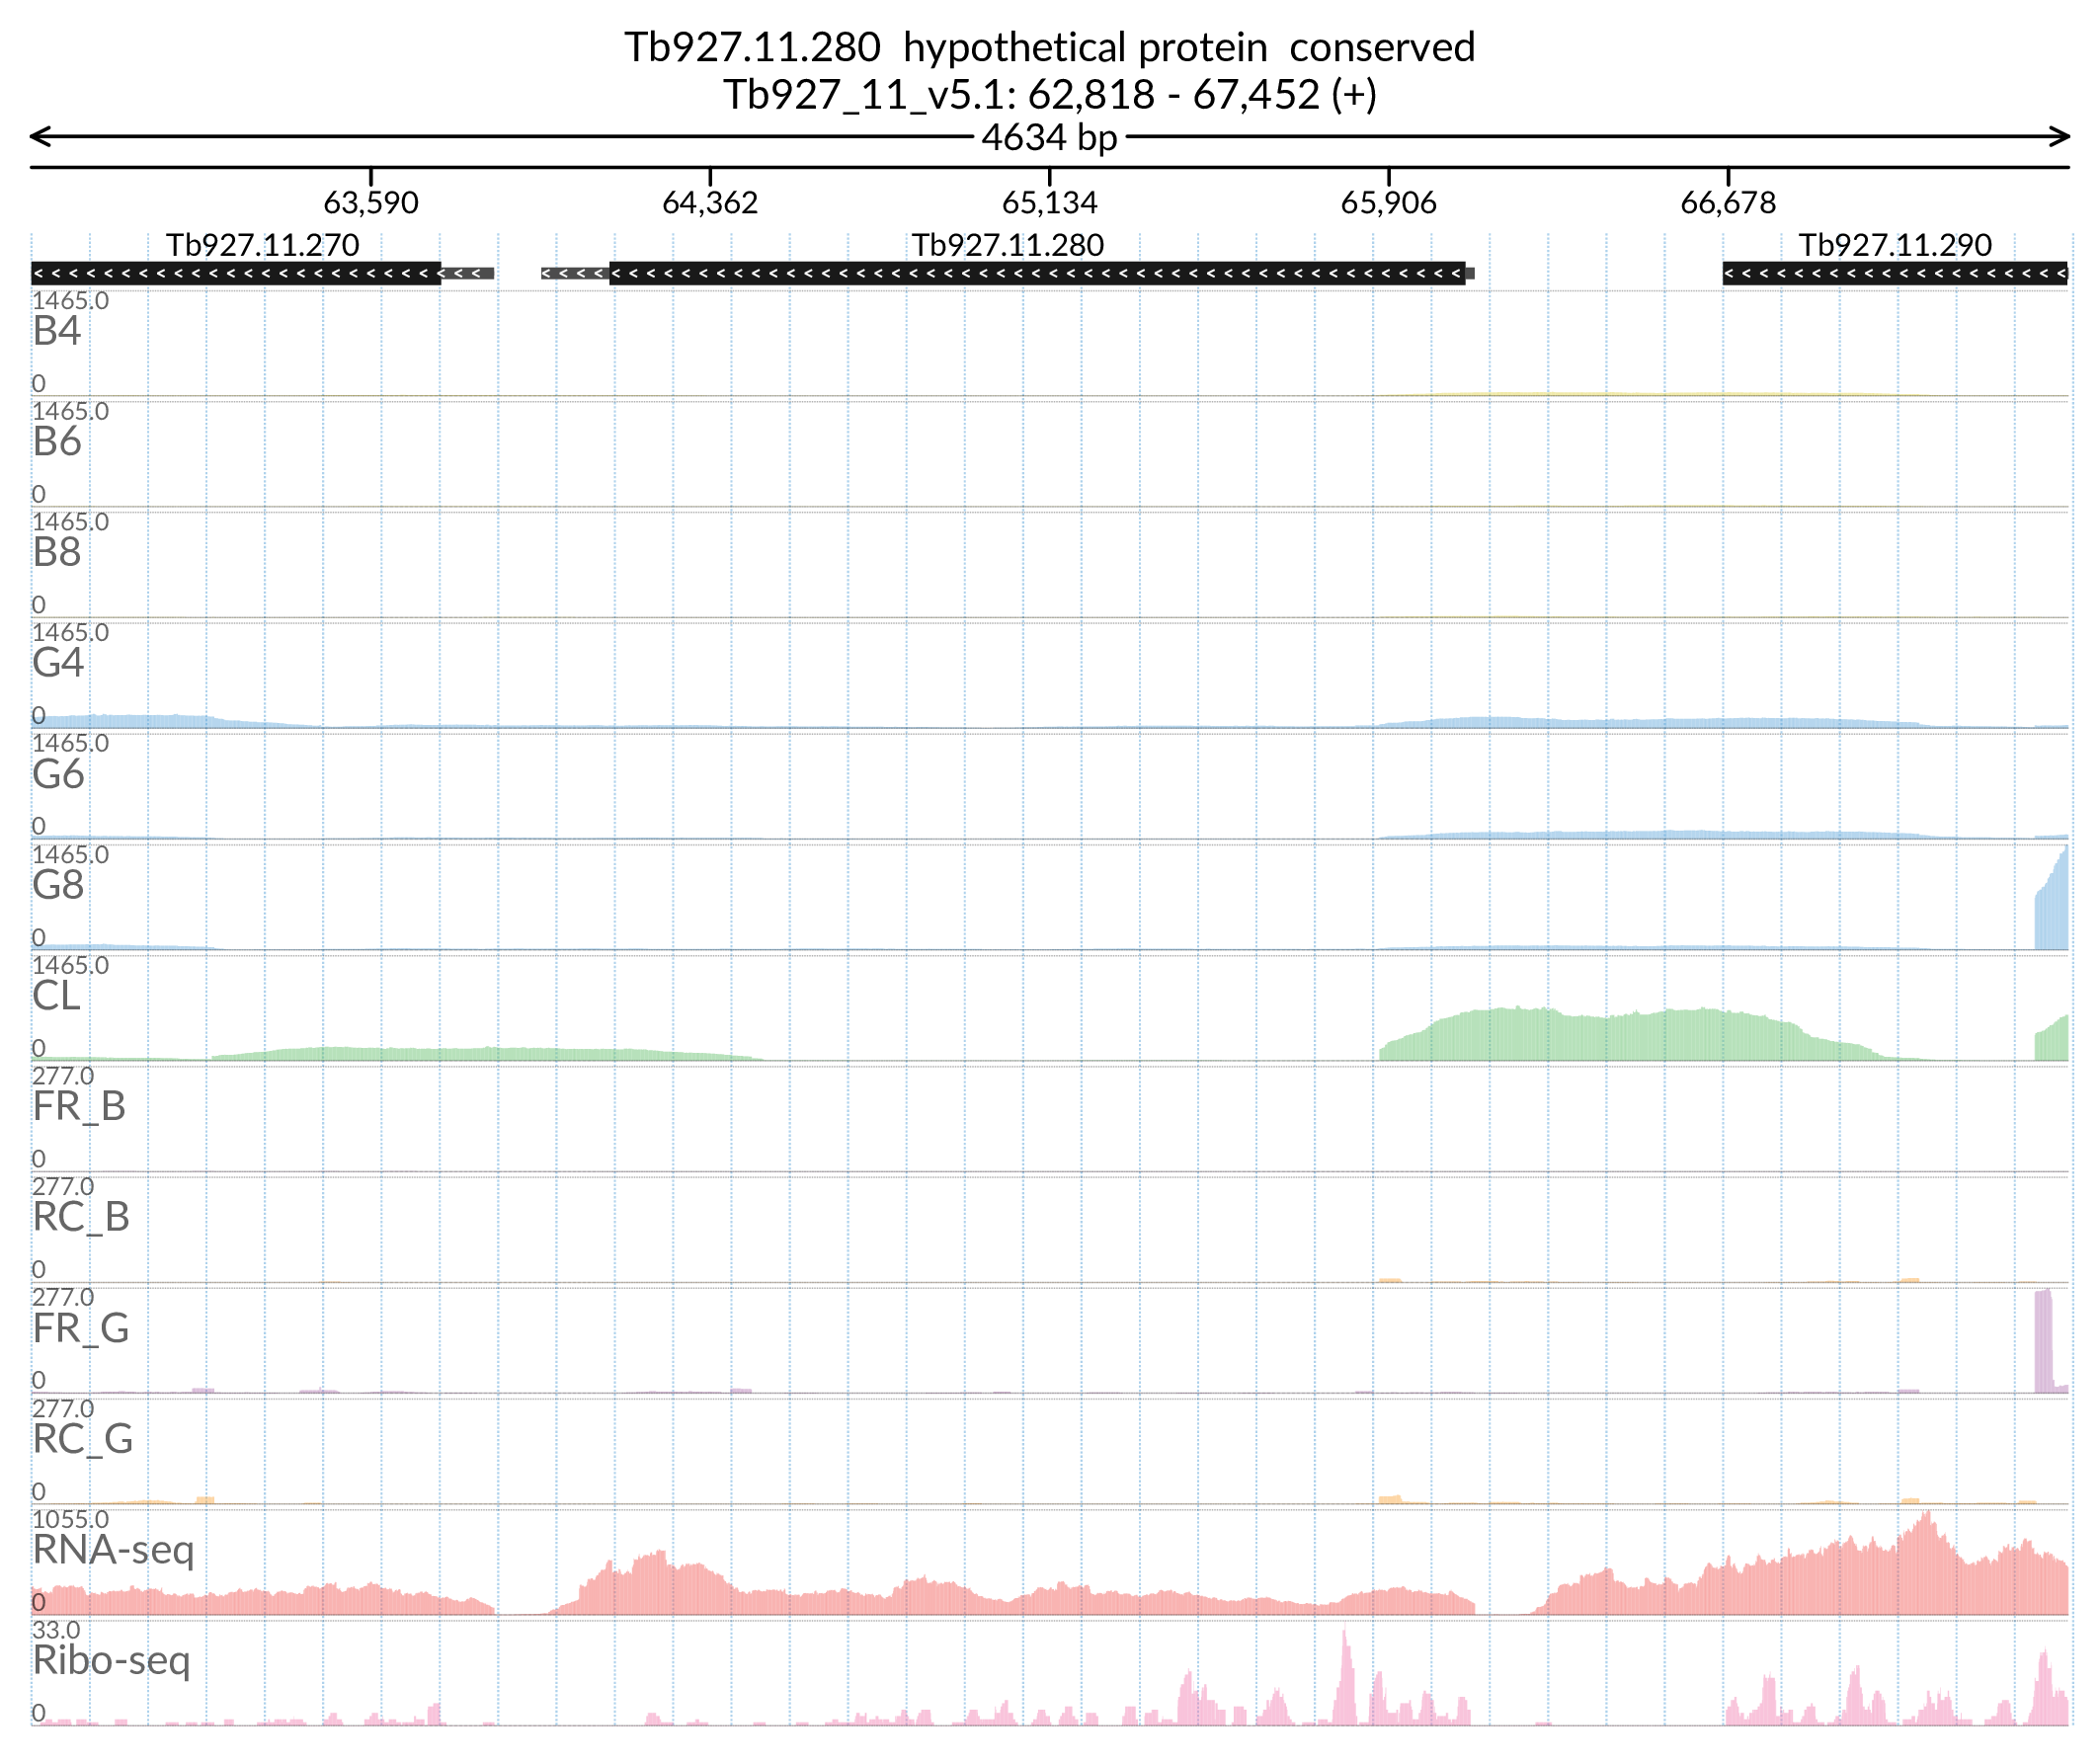 Tb927.11.280  hypothetical protein  conserved
Tb927_11_v5.1: 62,818 - 67,452 (+)
4634 bp
63,590 64,362 65,134 65,906 66,678
Tb927.11.270 Tb927.11.280 Tb927.11.290
1465.0
B4
0
1465.0
B6
0
1465.0
B8
0
1465.0
G4
0
1465.0
G6
0
1465.0
G8
0
1465.0
CL
0
277.0
FR_B
0
277.0
RC_B
0
277.0
FR_G
0
277.0
RC_G
0
1055.0
RNA-seq
0
33.0
Ribo-seq
0